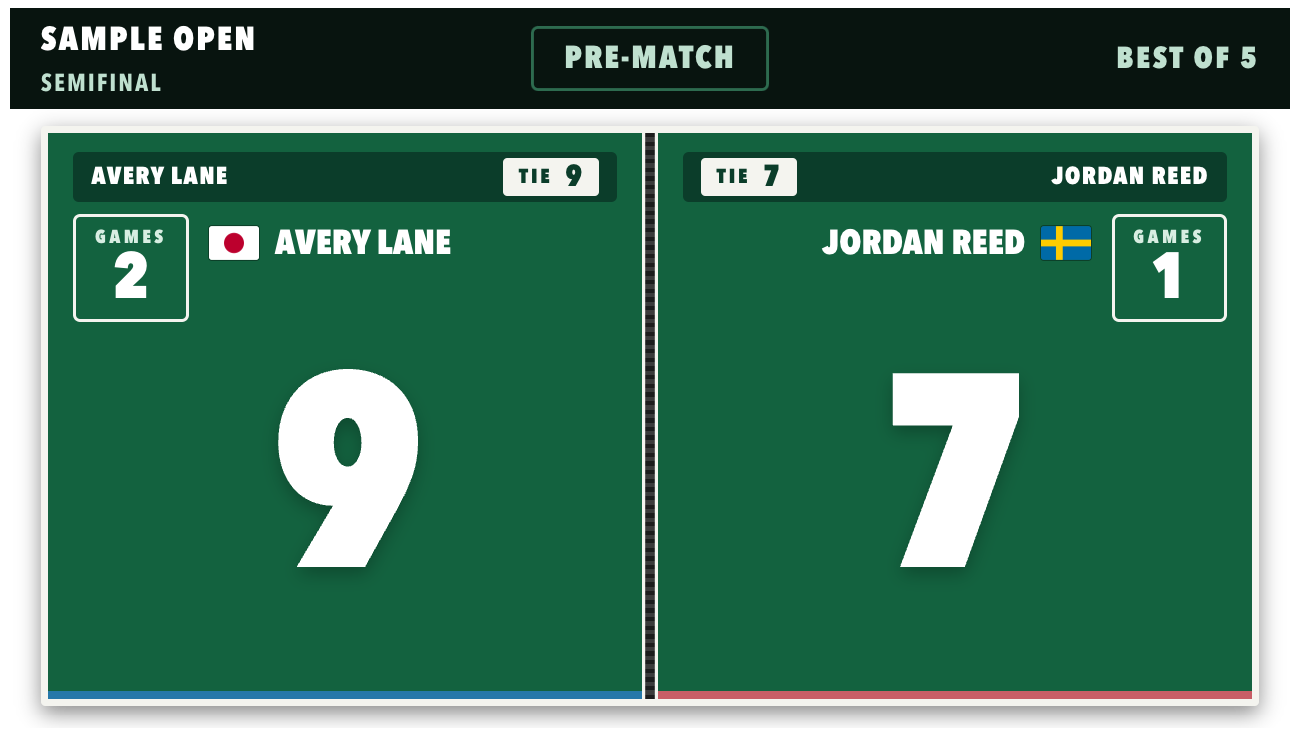 SAMPLE OPEN
SEMIFINAL
PRE-MATCH
BEST OF 5
AVERY LANE
TIE 9
GAMES
2
AVERY LANE
9
TIE 7
JORDAN REED
JORDAN REED
GAMES
1
7